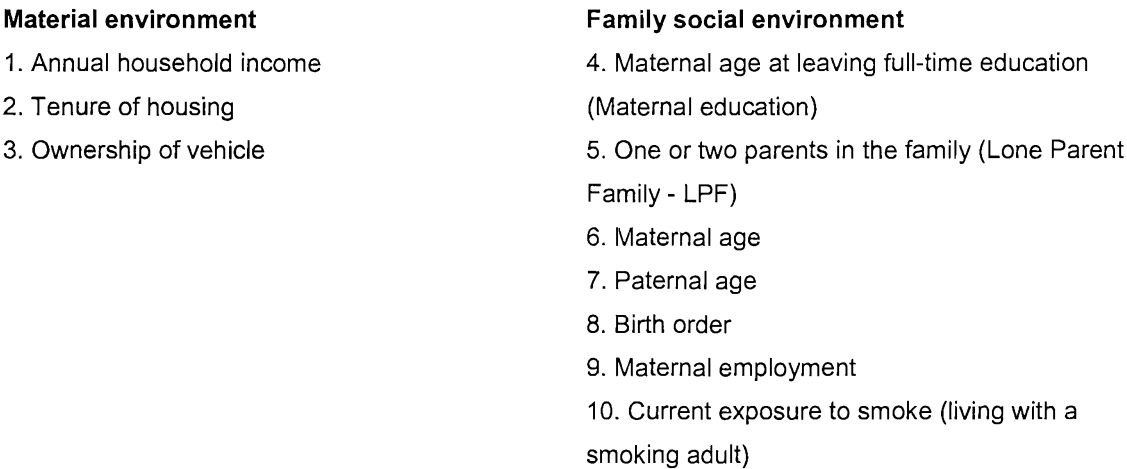 Material environment
1. Annual household income
2. Tenure of housing
3. Ownership of vehicle
Family social environment
4. Maternal age at leaving full-time education
(Maternal education)
5. One or two parents in the family (Lone Parent
Family - LPF)
6. Maternal age
7. Paternal age
8. Birth order
9. Maternal employment
10. Current exposure to smoke (living with a
smoking adult)